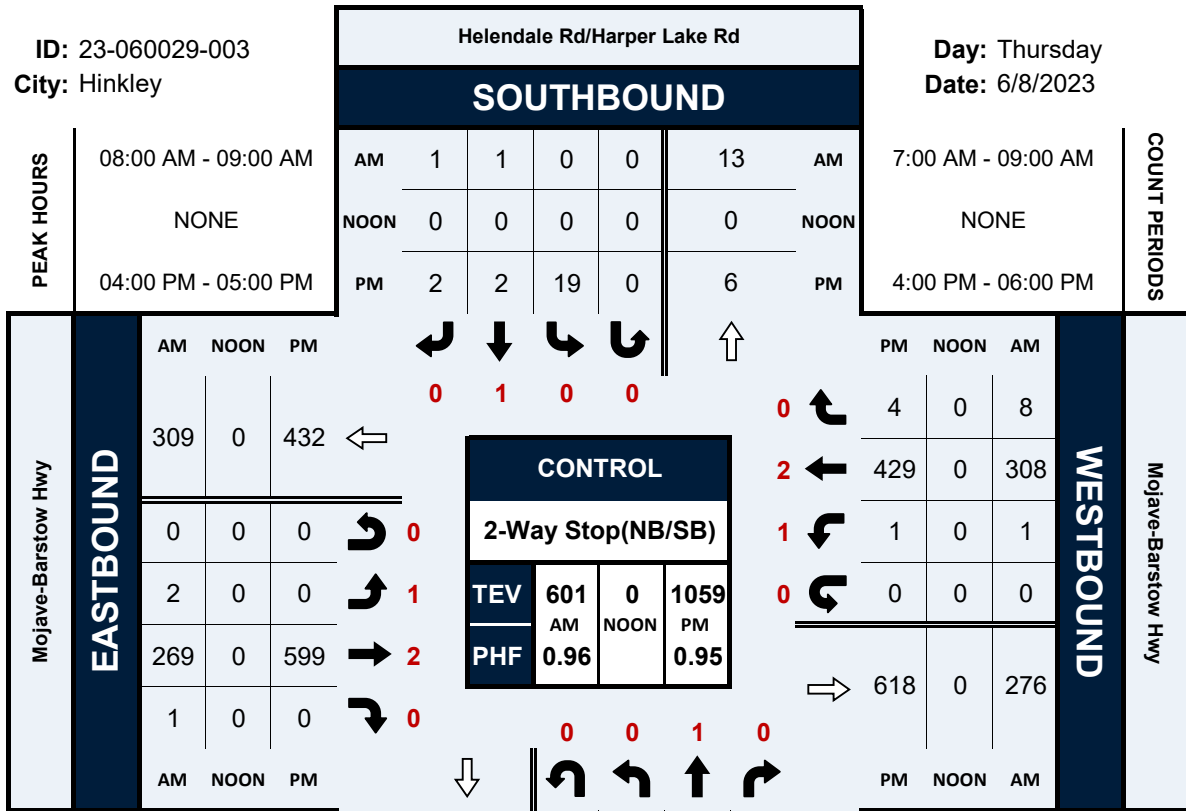 Helendale Rd/Harper Lake Rd
ID: 23-060029-003
Day: Thursday
City: Hinkley
Date: 6/8/2023
SOUTHBOUND
PEAK HOURS
08:00 AM - 09:00 AM
AM 1 1 0 0 13 AM
7:00 AM - 09:00 AM
COUNT PERIODS
NONE
NOON 0 0 0 0 0 NOON
NONE
04:00 PM - 05:00 PM
PM 2 2 19 0 6 PM
4:00 PM - 06:00 PM
0 1 0 0
Mojave-Barstow Hwy
EASTBOUND
AM NOON PM
309 0 432
0 0 0 0
2 0 0 1
269 0 599 2
1 0 0 0
AM NOON PM
CONTROL
2-Way Stop(NB/SB)
TEV 601 0 1059
AM NOON PM
PHF 0.96 0.95
PM NOON AM
0 4 0 8
2 429 0 308
1 1 0 1
0 0 0 0
618 0 276
PM NOON AM
WESTBOUND
Mojave-Barstow Hwy
0 0 1 0